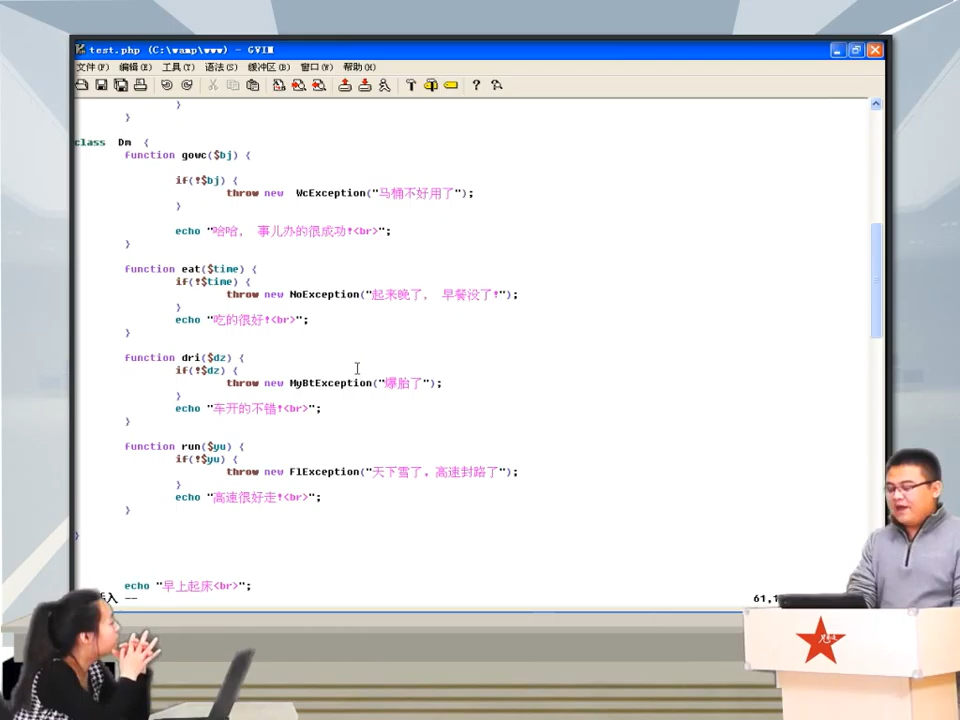 test.php (C:\wamp\www) - GVIM
文件(F) 编辑(E) 工具(T) 语法(S) 缓冲区(B) 窗口(W) 帮助(H)
}
}
class Dm {
function gowc($bj) {
if(!$bj) {
throw new WcException("马桶不好用了");
}
echo "哈哈, 事儿办的很成功!<br>";
}
function eat($time) {
if(!$time) {
throw new NoException("起来晚了, 早餐没了!");
}
echo "吃的很好!<br>";
}
function dri($dz) {
if(!$dz) {
throw new MyBtException("爆胎了");
}
echo "车开的不错!<br>";
}
function run($yu) {
if(!$yu) {
throw new FlException("天下雪了。高速封路了");
}
echo "高速很好走!<br>";
}
}
echo "早上起床<br>";
入 --
61,1